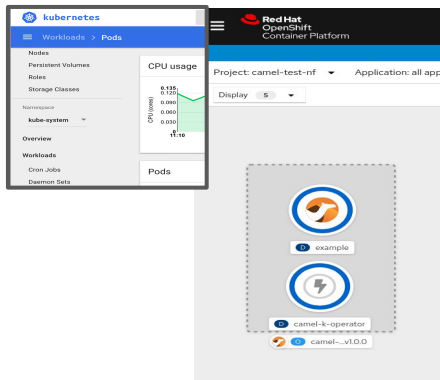 kubernetes
Workloads > Pods
Nodes
Persistent Volumes
Roles
Storage Classes
Namespace
kube-system
Overview
Workloads
Cron Jobs
Daemon Sets
CPU usage
CPU (cores)
0.135
0.120
0.090
0.060
0.030
0
11:10
Pods
Red Hat
OpenShift
Container Platform
Project: camel-test-nf
Application: all app
Display 5
D example
D camel-k-operator
camel-...v1.0.0